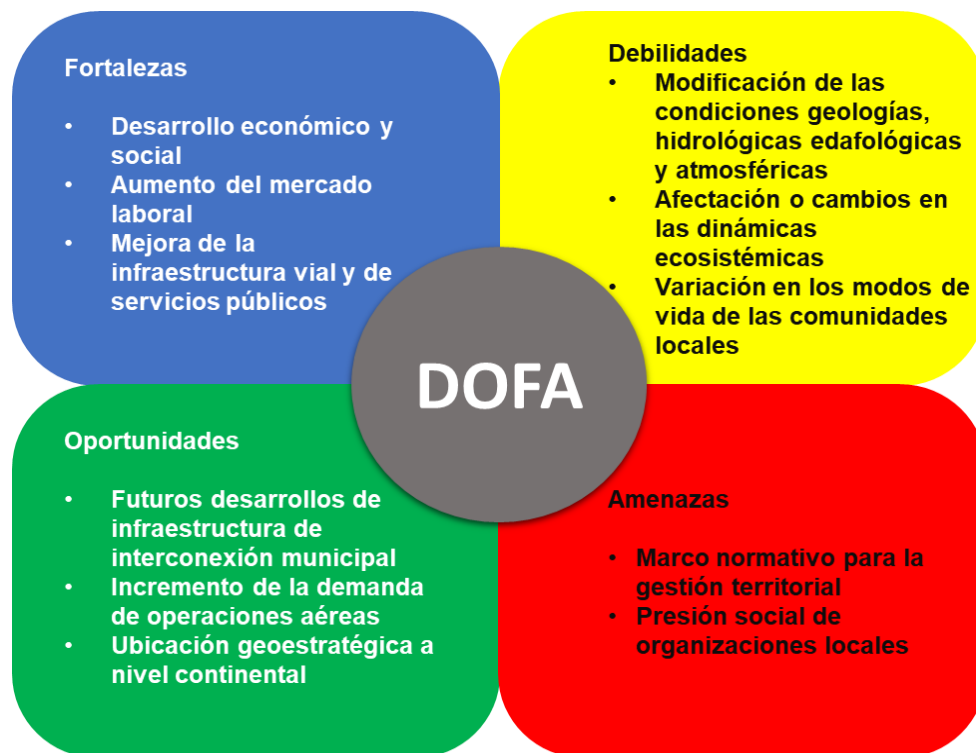 Fortalezas
• Desarrollo económico y
social
• Aumento del mercado
laboral
• Mejora de la
infraestructura vial y de
servicios públicos
Debilidades
• Modificación de las
condiciones geologías,
hidrológicas edafológicas
y atmosféricas
• Afectación o cambios en
las dinámicas
ecosistémicas
• Variación en los modos de
vida de las comunidades
locales
DOFA
Oportunidades
• Futuros desarrollos de
infraestructura de
interconexión municipal
• Incremento de la demanda
de operaciones aéreas
• Ubicación geoestratégica a
nivel continental
Amenazas
• Marco normativo para la
gestión territorial
• Presión social de
organizaciones locales